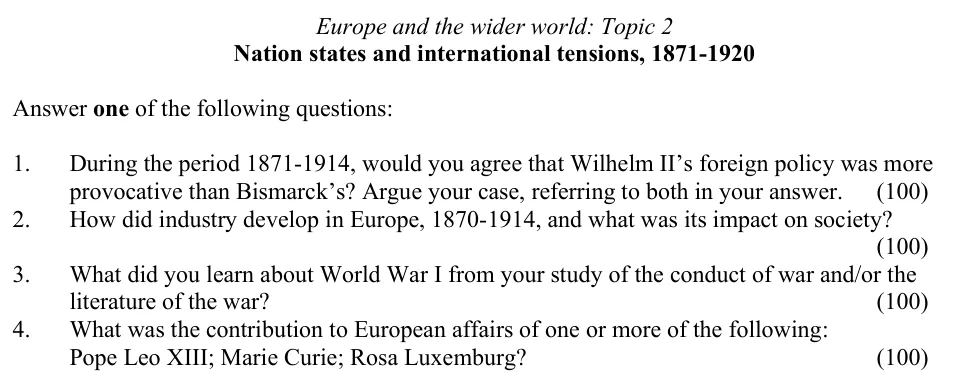 Europe and the wider world: Topic 2
Nation states and international tensions, 1871-1920
Answer one of the following questions:
1. During the period 1871-1914, would you agree that Wilhelm II’s foreign policy was more
provocative than Bismarck’s? Argue your case, referring to both in your answer. (100)
2. How did industry develop in Europe, 1870-1914, and what was its impact on society?
(100)
3. What did you learn about World War I from your study of the conduct of war and/or the
literature of the war? (100)
4. What was the contribution to European affairs of one or more of the following:
Pope Leo XIII; Marie Curie; Rosa Luxemburg? (100)